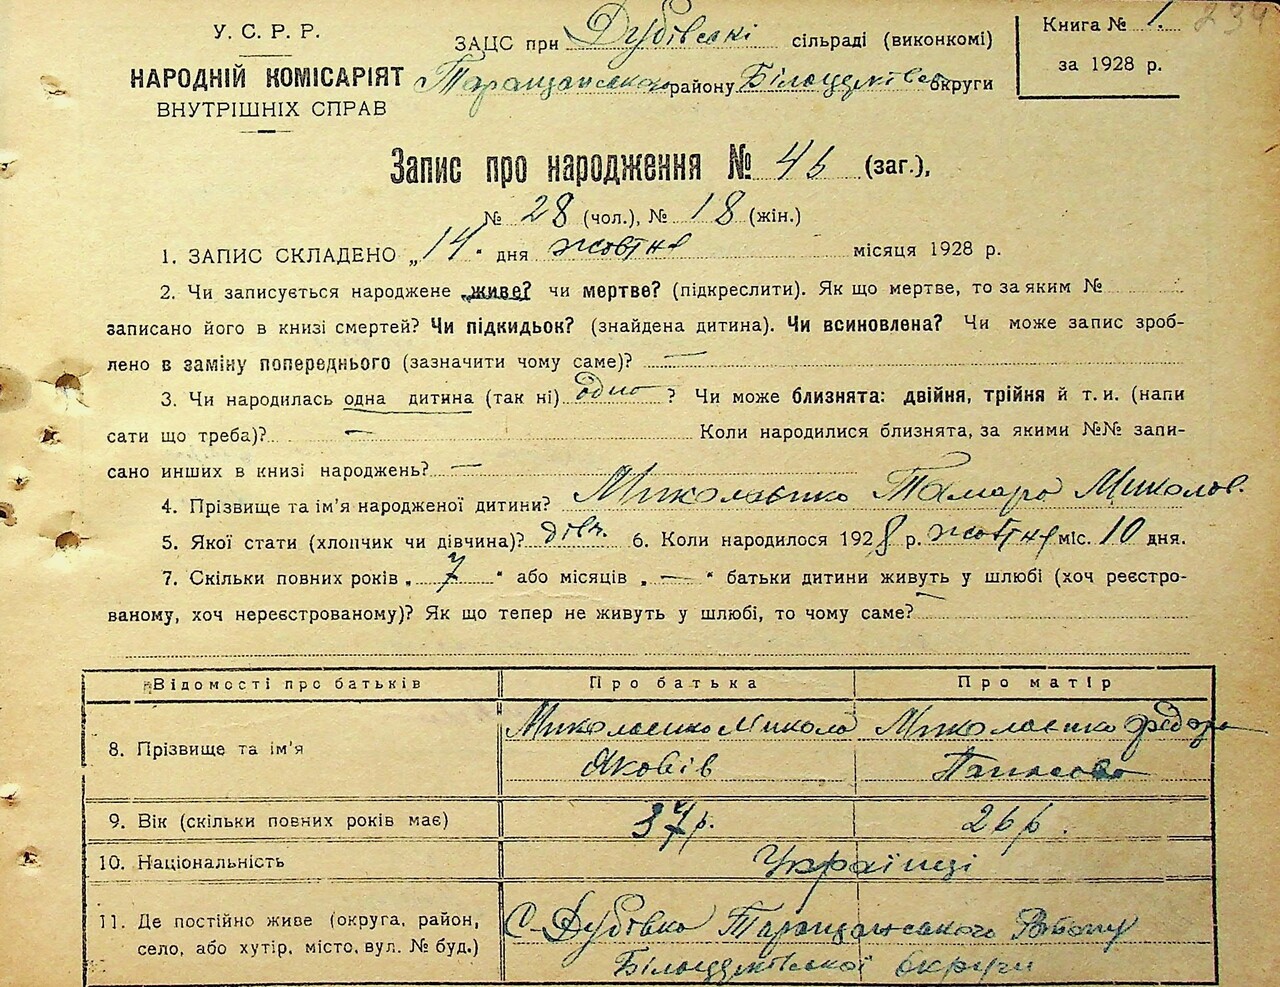 234
У. С. Р. Р.
НАРОДНІЙ КОМІСАРІЯТ
ВНУТРІШНІХ СПРАВ
ЗАЦС при Дубівскі сільраді (виконкомі)
Таращанського району Білоцерківсь округи
Книга № 1.
за 1928 р.
Запис про народження № 46 (заг.),
№ 28 (чол.), № 18 (жін.)
1. ЗАПИС СКЛАДЕНО „14" дня жовтня місяця 1928 р.
2. Чи записується народжене живе? чи мертве? (підкреслити). Як що мертве, то за яким №
записано його в книзі смертей? Чи підкидьок? (знайдена дитина). Чи всиновлена? Чи може запис зроб-
лено в заміну попереднього (зазначити чому саме)? —
3. Чи народилась одна дитина (так ні) одно ? Чи може близнята: двійня, трійня й т. и. (напи
сати що треба)? — Коли народилися близнята, за якими №№ запи-
сано инших в книзі народжень? —
4. Прізвище та ім'я народженої дитини? Миколаєнко Тамара Миколов.
5. Якої стати (хлопчик чи дівчина)? дівч. 6. Коли народилося 1928 р. жовтня міс. 10 дня.
7. Скільки повних років „ 7 " або місяців „ — " батьки дитини живуть у шлюбі (хоч реєстро-
ваному, хоч нереєстрованому)? Як що тепер не живуть у шлюбі, то чому саме? —
Відомості про батьків Про батька Про матір
8. Прізвище та ім'я Миколаєнко Микола Яковів Миколаєнко Федора Панасова
9. Вік (скільки повних років має) 37 р. 26 р.
10. Національність Українці
11. Де постійно живе (округа, район,
село, або хутір, місто, вул. № буд.) С. Дубівка Таращанського Району
Білоцерківської округи